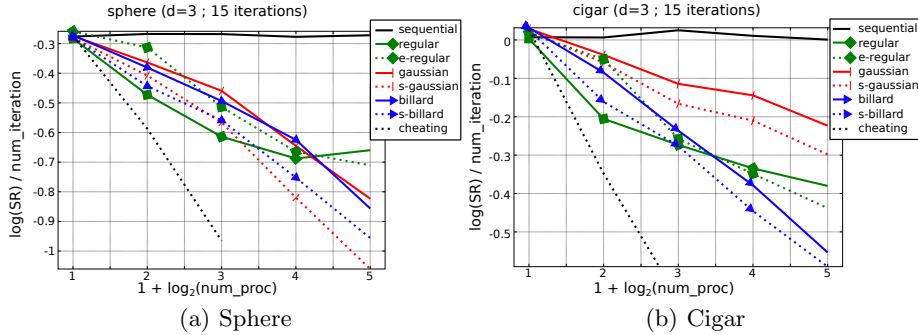 sphere (d=3 ; 15 iterations)
log(SR) / num_iteration
-0.3
-0.4
-0.5
-0.6
-0.7
-0.8
-0.9
-1
1 2 3 4 5
1 + log2(num_proc)
sequential
regular
e-regular
gaussian
s-gaussian
billard
s-billard
cheating
(a) Sphere
cigar (d=3 ; 15 iterations)
log(SR) / num_iteration
0
-0.1
-0.2
-0.3
-0.4
-0.5
1 2 3 4 5
1 + log2(num_proc)
sequential
regular
e-regular
gaussian
s-gaussian
billard
s-billard
cheating
(b) Cigar